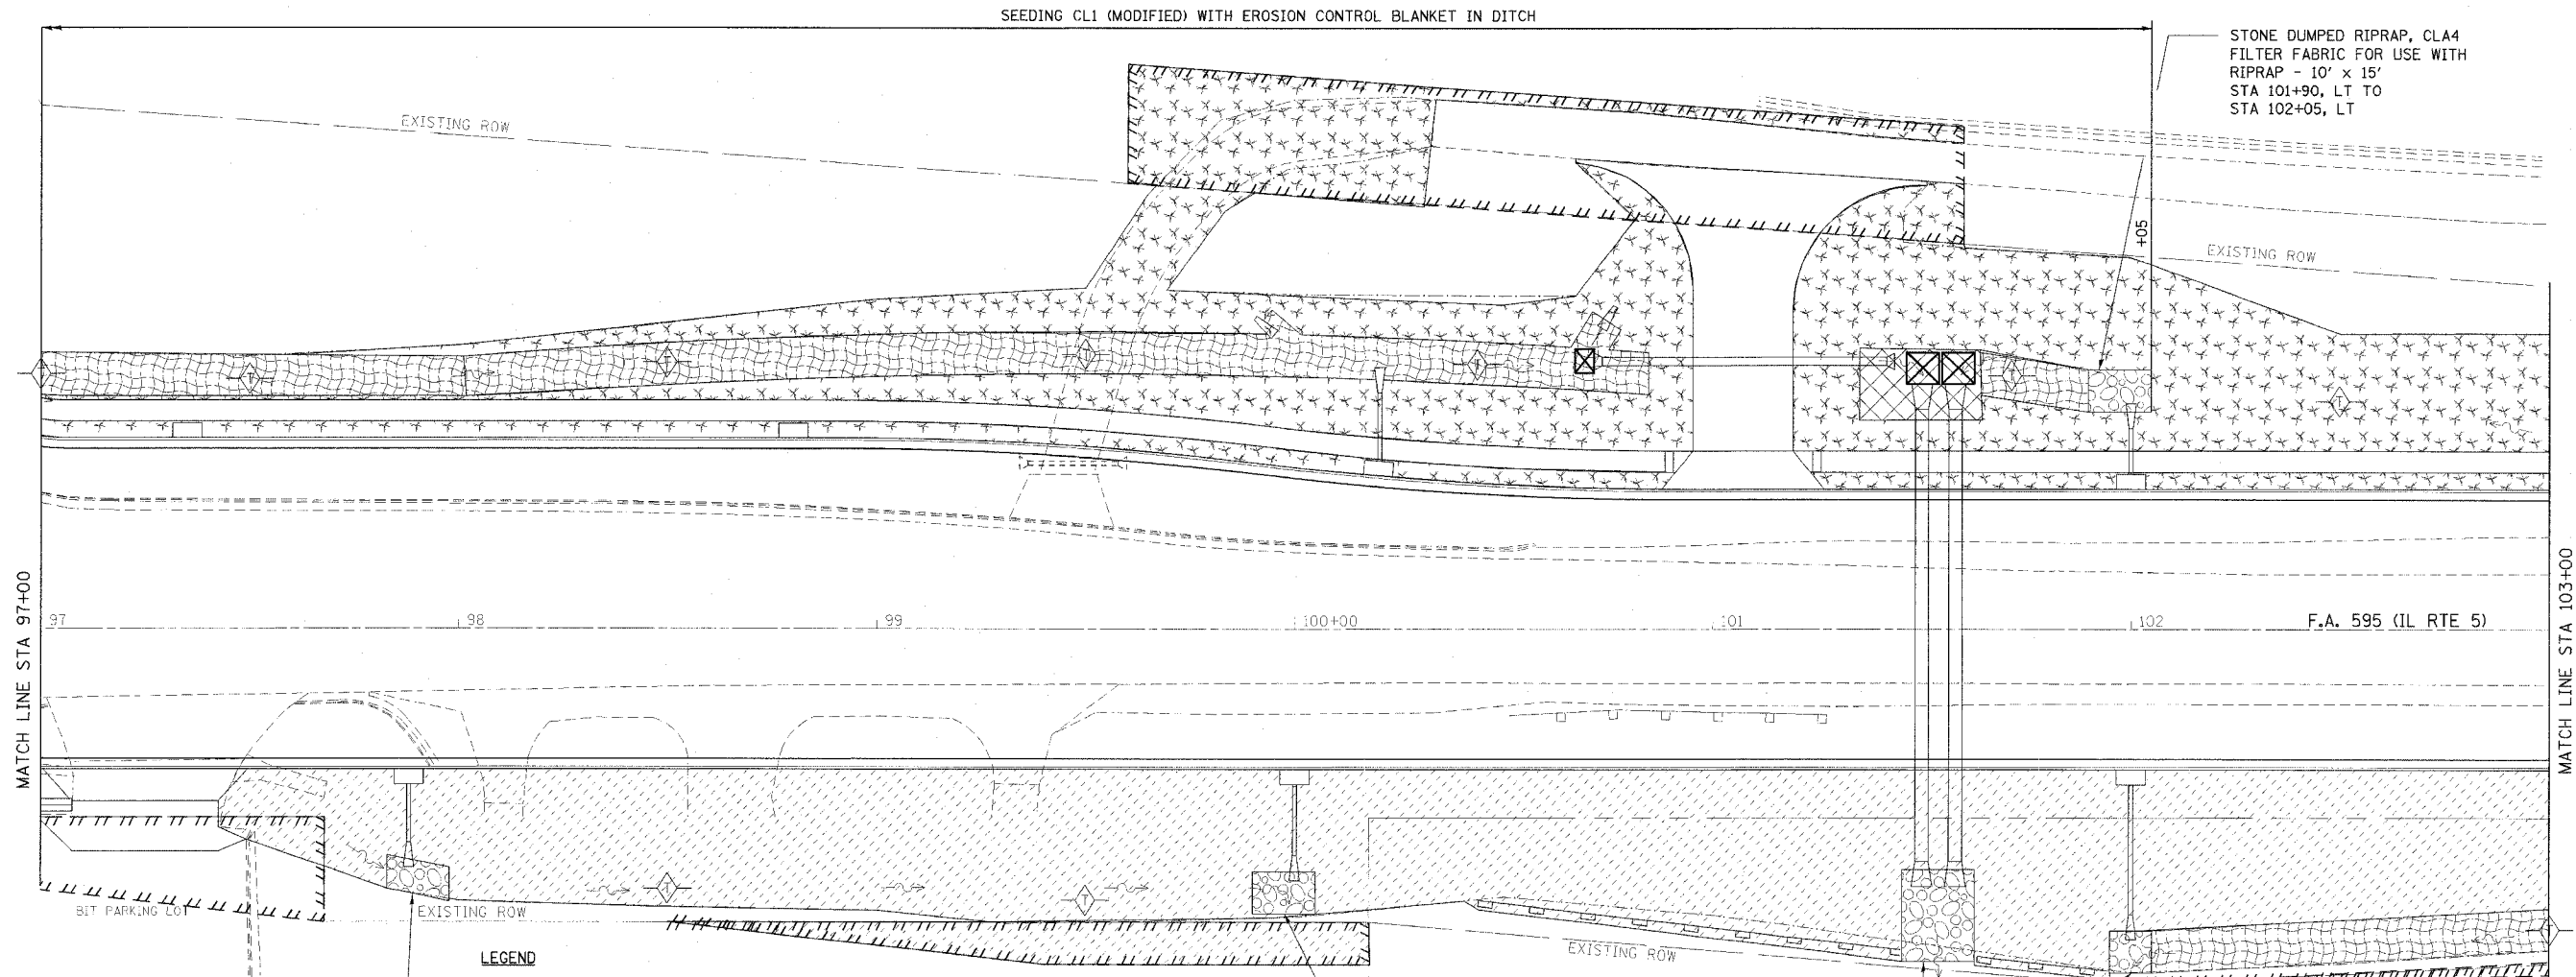 SEEDING CL1 (MODIFIED) WITH EROSION CONTROL BLANKET IN DITCH
STONE DUMPED RIPRAP, CLA4
FILTER FABRIC FOR USE WITH
RIPRAP - 10' x 15'
STA 101+90, LT TO
STA 102+05, LT
EXISTING ROW
+05
EXISTING ROW
T
T
T
T
T
MATCH LINE STA 97+00
97
98
99
100+00
101
102
F.A. 595 (IL RTE 5)
MATCH LINE STA 103+00
T
T
BIT PARKING LOT
EXISTING ROW
EXISTING ROW
LEGEND